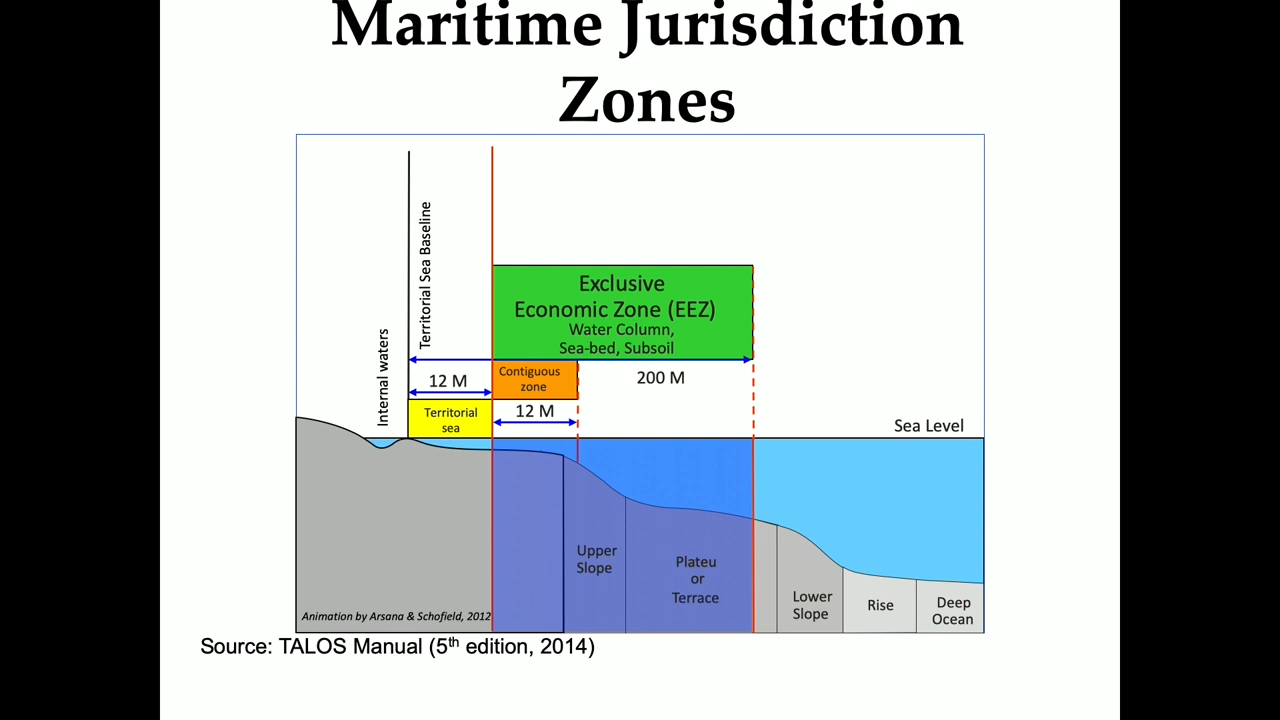 Maritime Jurisdiction
Zones
Territorial Sea Baseline
Internal waters
Exclusive
Economic Zone (EEZ)
Water Column,
Sea-bed, Subsoil
12 M
Contiguous
zone
200 M
Territorial
sea
12 M
Sea Level
Upper
Slope
Plateu
or
Terrace
Lower
Slope
Rise
Deep
Ocean
Animation by Arsana & Schofield, 2012
Source: TALOS Manual (5th edition, 2014)